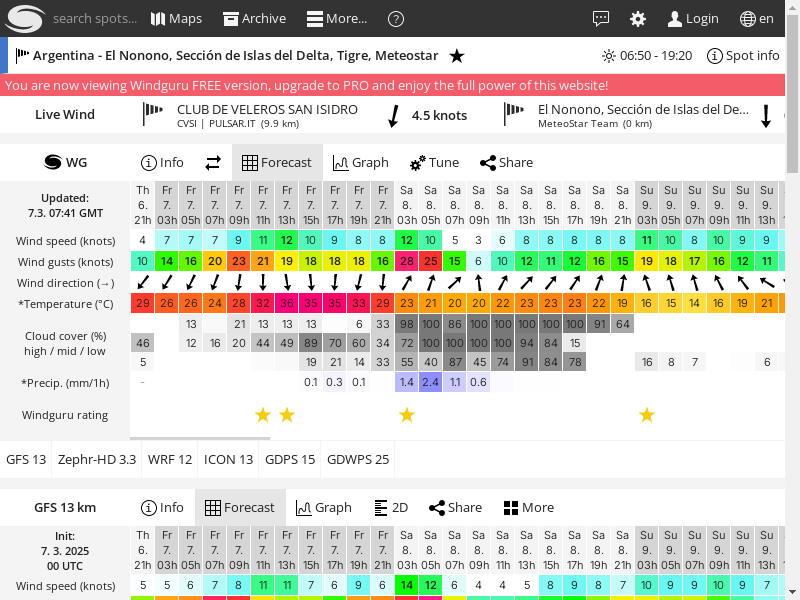 search spots... Maps Archive More... ? Login en
Argentina - El Nonono, Sección de Islas del Delta, Tigre, Meteostar ★ 06:50 - 19:20 Spot info
You are now viewing Windguru FREE version, upgrade to PRO and enjoy the full power of this website!
Live Wind
CLUB DE VELEROS SAN ISIDRO
CVSI | PULSAR.IT (9.9 km)
4.5 knots
El Nonono, Sección de Islas del De...
MeteoStar Team (0 km)
WG Info Forecast Graph Tune Share
Updated:
7.3. 07:41 GMT
Th Fr Fr Fr Fr Fr Fr Fr Fr Fr Fr Sa Sa Sa Sa Sa Sa Sa Sa Sa Sa Su Su Su Su Su Su
6. 7. 7. 7. 7. 7. 7. 7. 7. 7. 7. 8. 8. 8. 8. 8. 8. 8. 8. 8. 8. 9. 9. 9. 9. 9. 9.
21h 03h 05h 07h 09h 11h 13h 15h 17h 19h 21h 03h 05h 07h 09h 11h 13h 15h 17h 19h 21h 03h 05h 07h 09h 11h 13h
Wind speed (knots) 4 7 7 7 9 11 12 10 9 8 8 12 10 5 3 6 8 8 8 8 8 11 10 8 10 9 9
Wind gusts (knots) 10 14 16 20 23 21 19 18 18 18 16 28 25 15 6 10 12 11 12 16 15 19 18 17 16 12 11
Wind direction (→)
*Temperature (°C) 29 26 26 24 28 32 36 35 35 33 29 23 21 20 20 22 23 23 23 22 19 16 15 14 16 19 21
Cloud cover (%)
high / mid / low
13 21 13 13 13 6 33 98 100 86 100 100 100 100 100 91 64
46 12 16 20 44 49 89 70 60 34 72 100 100 100 100 94 84 15
5 19 21 14 33 55 40 87 45 74 91 84 78 16 8 7 6
*Precip. (mm/1h) - 0.1 0.3 0.1 1.4 2.4 1.1 0.6
Windguru rating
GFS 13 Zephr-HD 3.3 WRF 12 ICON 13 GDPS 15 GDWPS 25
GFS 13 km Info Forecast Graph 2D Share More
Init:
7. 3. 2025
00 UTC
Th Fr Fr Fr Fr Fr Fr Fr Fr Fr Fr Sa Sa Sa Sa Sa Sa Sa Sa Sa Sa Su Su Su Su Su Su
6. 7. 7. 7. 7. 7. 7. 7. 7. 7. 7. 8. 8. 8. 8. 8. 8. 8. 8. 8. 8. 9. 9. 9. 9. 9. 9.
21h 03h 05h 07h 09h 11h 13h 15h 17h 19h 21h 03h 05h 07h 09h 11h 13h 15h 17h 19h 21h 03h 05h 07h 09h 11h 13h
Wind speed (knots) 5 5 6 7 8 11 11 7 6 9 6 14 12 6 4 4 5 8 9 8 7 10 9 9 10 9 7